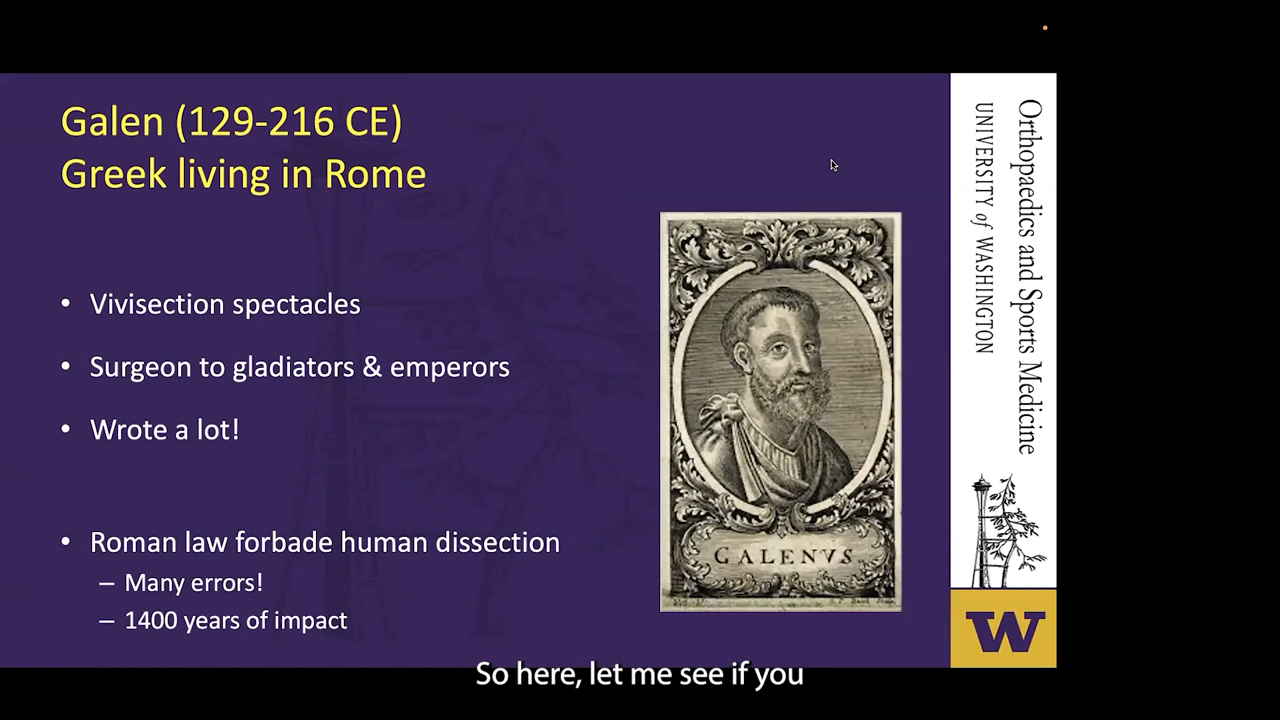 Galen (129-216 CE)
Greek living in Rome
• Vivisection spectacles
• Surgeon to gladiators & emperors
• Wrote a lot!
• Roman law forbade human dissection
– Many errors!
– 1400 years of impact
GALENVS.
Orthopaedics and Sports Medicine
UNIVERSITY of WASHINGTON
W
So here, let me see if you